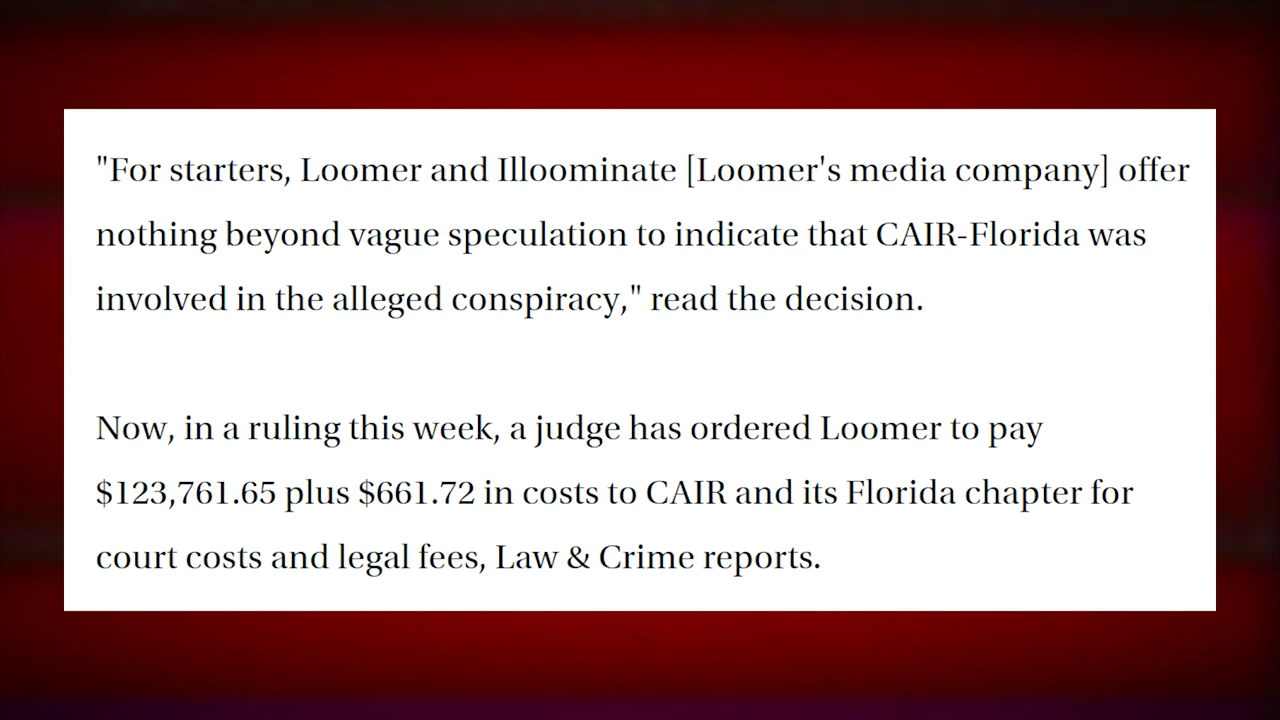 "For starters, Loomer and Illoominate [Loomer's media company] offer
nothing beyond vague speculation to indicate that CAIR-Florida was
involved in the alleged conspiracy," read the decision.
Now, in a ruling this week, a judge has ordered Loomer to pay
$123,761.65 plus $661.72 in costs to CAIR and its Florida chapter for
court costs and legal fees, Law & Crime reports.